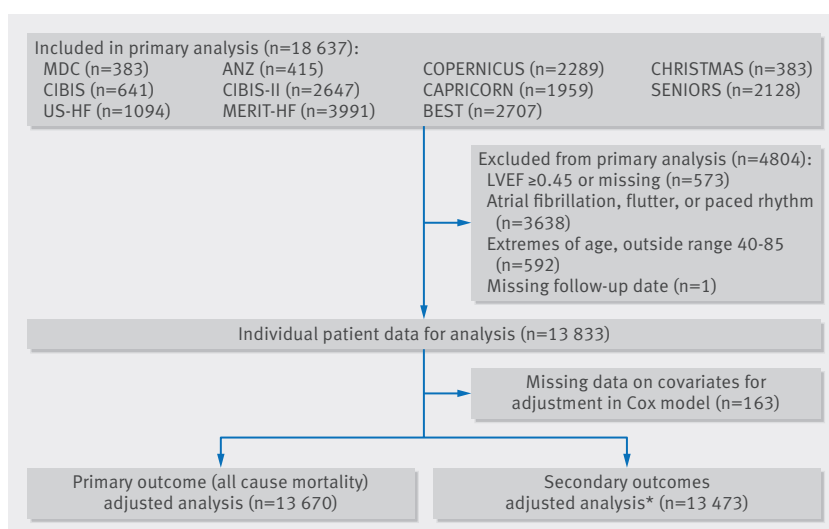 Included in primary analysis (n=18 637):
MDC (n=383) ANZ (n=415) COPERNICUS (n=2289) CHRISTMAS (n=383)
CIBIS (n=641) CIBIS-II (n=2647) CAPRICORN (n=1959) SENIORS (n=2128)
US-HF (n=1094) MERIT-HF (n=3991) BEST (n=2707)
Excluded from primary analysis (n=4804):
LVEF ≥0.45 or missing (n=573)
Atrial fibrillation, flutter, or paced rhythm
(n=3638)
Extremes of age, outside range 40-85
(n=592)
Missing follow-up date (n=1)
Individual patient data for analysis (n=13 833)
Missing data on covariates for
adjustment in Cox model (n=163)
Primary outcome (all cause mortality)
adjusted analysis (n=13 670)
Secondary outcomes
adjusted analysis* (n=13 473)